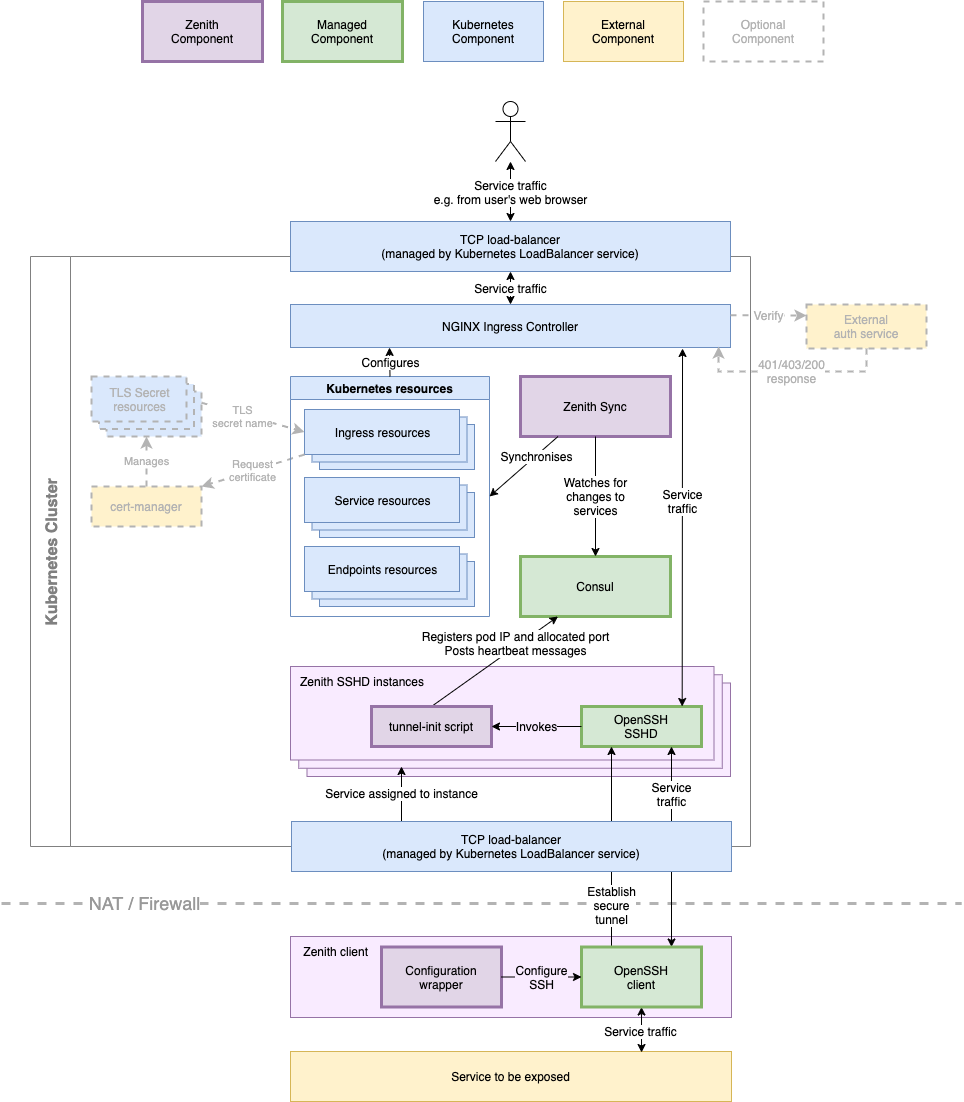 Zenith
Component
Managed
Component
Kubernetes
Component
External
Component
Optional
Component
Service traffic
e.g. from user's web browser
TCP load-balancer
(managed by Kubernetes LoadBalancer service)
Service traffic
NGINX Ingress Controller
Verify
External
auth service
401/403/200
response
Configures
Kubernetes resources
Ingress resources
Service resources
Endpoints resources
TLS Secret
resources
TLS
secret name
Manages
Request
certificate
cert-manager
Zenith Sync
Synchronises
Watches for
changes to
services
Service
traffic
Consul
Kubernetes Cluster
Registers pod IP and allocated port
Posts heartbeat messages
Zenith SSHD instances
tunnel-init script
Invokes
OpenSSH
SSHD
Service assigned to instance
Service
traffic
TCP load-balancer
(managed by Kubernetes LoadBalancer service)
Establish
secure
tunnel
NAT / Firewall
Zenith client
Configuration
wrapper
Configure
SSH
OpenSSH
client
Service traffic
Service to be exposed